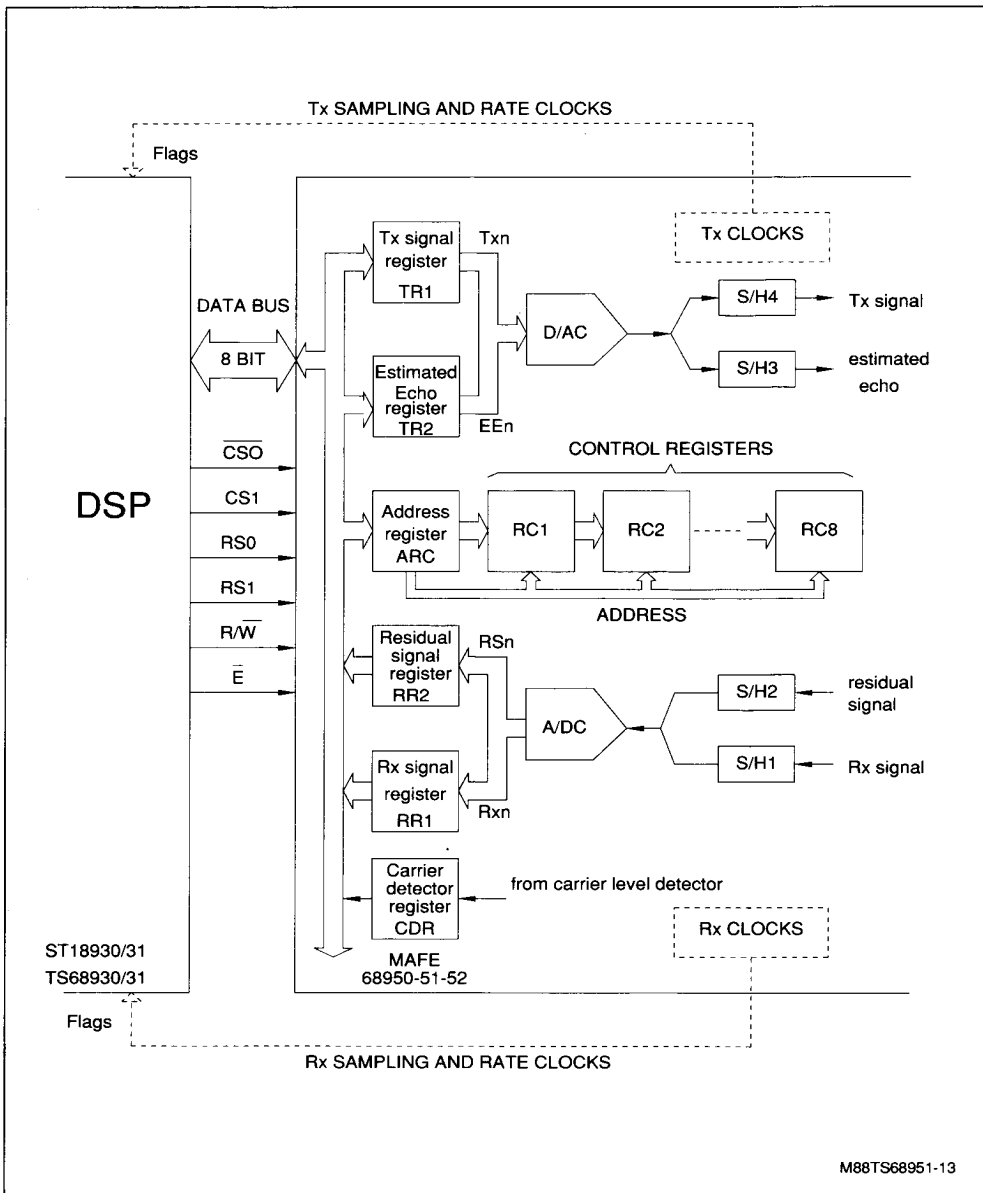 Tx SAMPLING AND RATE CLOCKS
Flags
Tx CLOCKS
Tx signal
register
TR1
Txn
DATA BUS
8 BIT
D/AC
S/H4
Tx signal
S/H3
estimated
echo
Estimated
Echo
register
TR2
EEn
CONTROL REGISTERS
DSP
C̅S̅O̅
CS1
RS0
RS1
R/W̅
E̅
Address
register
ARC
RC1
RC2
RC8
ADDRESS
Residual
signal
register
RR2
RSn
A/DC
S/H2
residual
signal
S/H1
Rx signal
Rx signal
register
RR1
Rxn
Carrier
detector
register
CDR
from carrier level detector
Rx CLOCKS
ST18930/31
TS68930/31
MAFE
68950-51-52
Flags
Rx SAMPLING AND RATE CLOCKS
M88TS68951-13